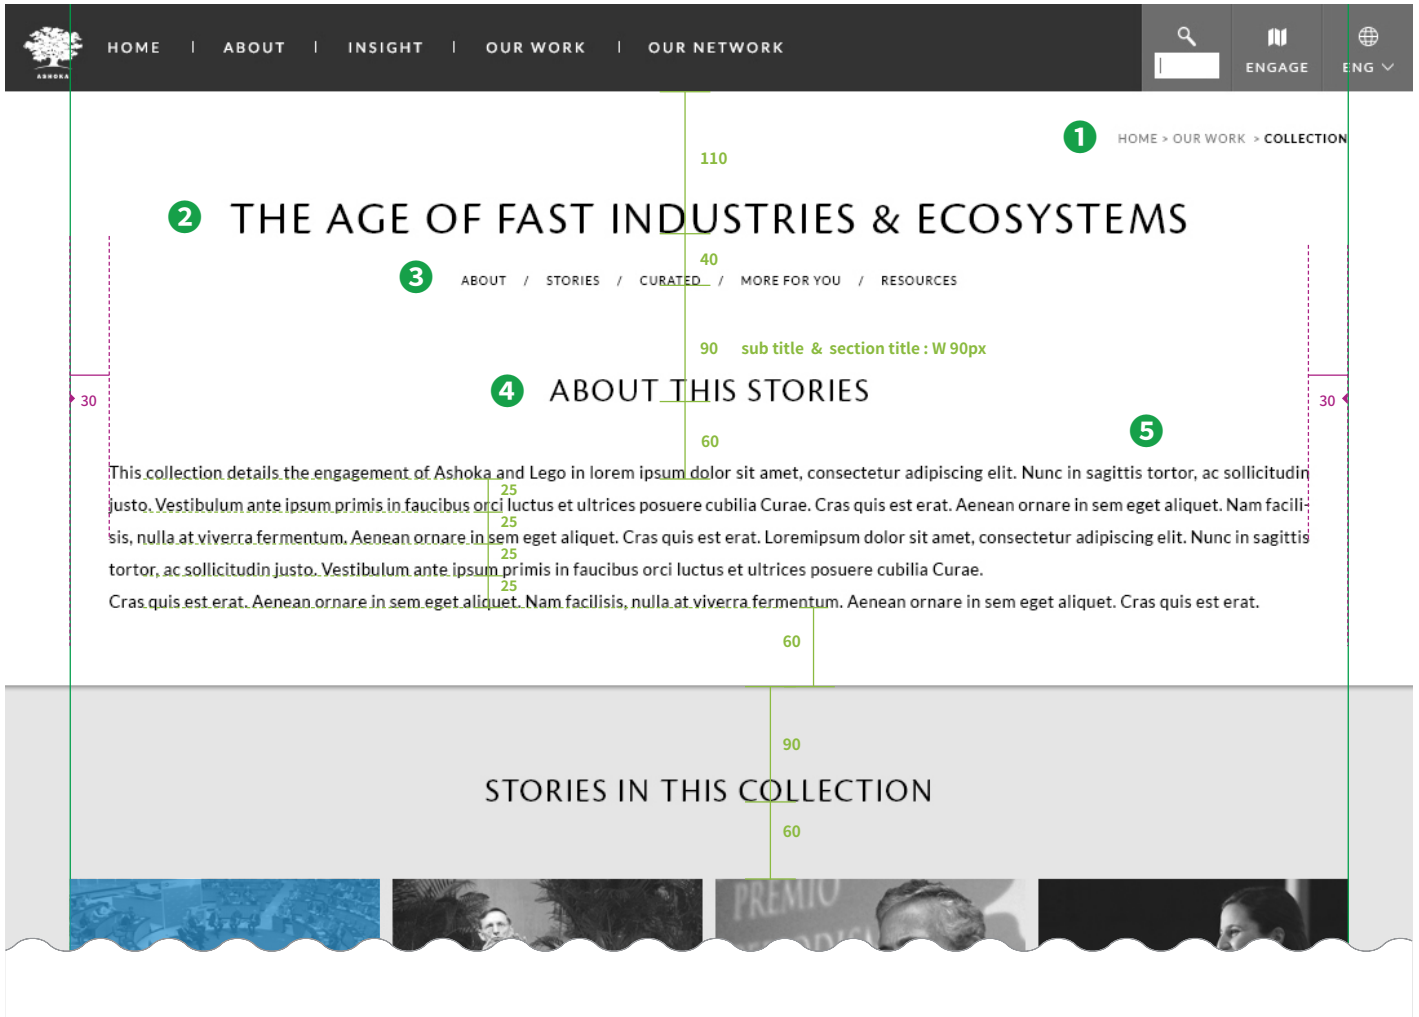 ASHOKA
HOME | ABOUT | INSIGHT | OUR WORK | OUR NETWORK
ENGAGE
ENG
1
HOME > OUR WORK > COLLECTION
110
2
THE AGE OF FAST INDUSTRIES & ECOSYSTEMS
40
3
ABOUT / STORIES / CURATED / MORE FOR YOU / RESOURCES
90 sub title & section title : W 90px
4
ABOUT THIS STORIES
30
30
5
60
This collection details the engagement of Ashoka and Lego in lorem ipsum dolor sit amet, consectetur adipiscing elit. Nunc in sagittis tortor, ac sollicitudin
25
justo. Vestibulum ante ipsum primis in faucibus orci luctus et ultrices posuere cubilia Curae. Cras quis est erat. Aenean ornare in sem eget aliquet. Nam facili-
25
sis, nulla at viverra fermentum. Aenean ornare in sem eget aliquet. Cras quis est erat. Loremipsum dolor sit amet, consectetur adipiscing elit. Nunc in sagittis
25
tortor, ac sollicitudin justo. Vestibulum ante ipsum primis in faucibus orci luctus et ultrices posuere cubilia Curae.
25
Cras quis est erat. Aenean ornare in sem eget aliquet. Nam facilisis, nulla at viverra fermentum. Aenean ornare in sem eget aliquet. Cras quis est erat.
60
90
STORIES IN THIS COLLECTION
60
PREMIO